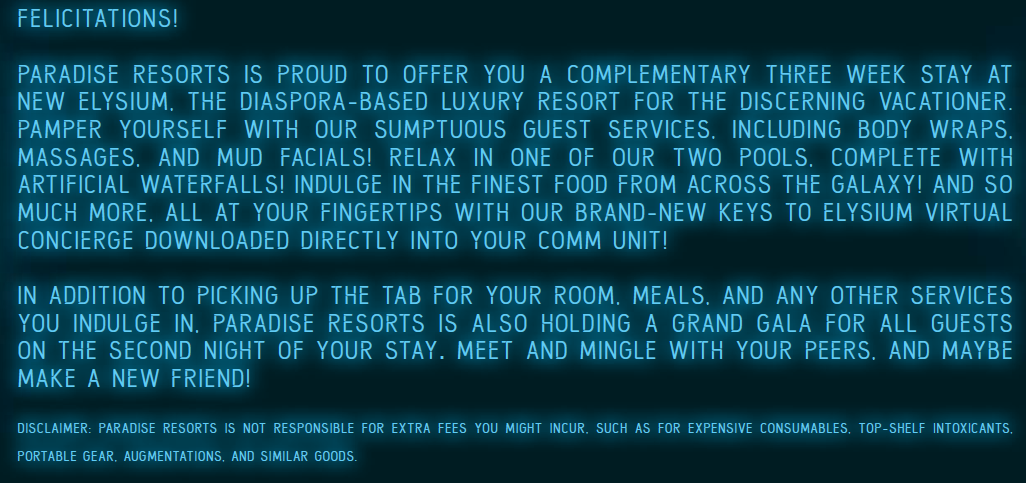 FELICITATIONS!
PARADISE RESORTS IS PROUD TO OFFER YOU A COMPLEMENTARY THREE WEEK STAY AT
NEW ELYSIUM, THE DIASPORA-BASED LUXURY RESORT FOR THE DISCERNING VACATIONER.
PAMPER YOURSELF WITH OUR SUMPTUOUS GUEST SERVICES, INCLUDING BODY WRAPS,
MASSAGES, AND MUD FACIALS! RELAX IN ONE OF OUR TWO POOLS, COMPLETE WITH
ARTIFICIAL WATERFALLS! INDULGE IN THE FINEST FOOD FROM ACROSS THE GALAXY! AND SO
MUCH MORE, ALL AT YOUR FINGERTIPS WITH OUR BRAND-NEW KEYS TO ELYSIUM VIRTUAL
CONCIERGE DOWNLOADED DIRECTLY INTO YOUR COMM UNIT!
IN ADDITION TO PICKING UP THE TAB FOR YOUR ROOM, MEALS, AND ANY OTHER SERVICES
YOU INDULGE IN, PARADISE RESORTS IS ALSO HOLDING A GRAND GALA FOR ALL GUESTS
ON THE SECOND NIGHT OF YOUR STAY. MEET AND MINGLE WITH YOUR PEERS, AND MAYBE
MAKE A NEW FRIEND!
DISCLAIMER: PARADISE RESORTS IS NOT RESPONSIBLE FOR EXTRA FEES YOU MIGHT INCUR, SUCH AS FOR EXPENSIVE CONSUMABLES, TOP-SHELF INTOXICANTS,
PORTABLE GEAR, AUGMENTATIONS, AND SIMILAR GOODS.